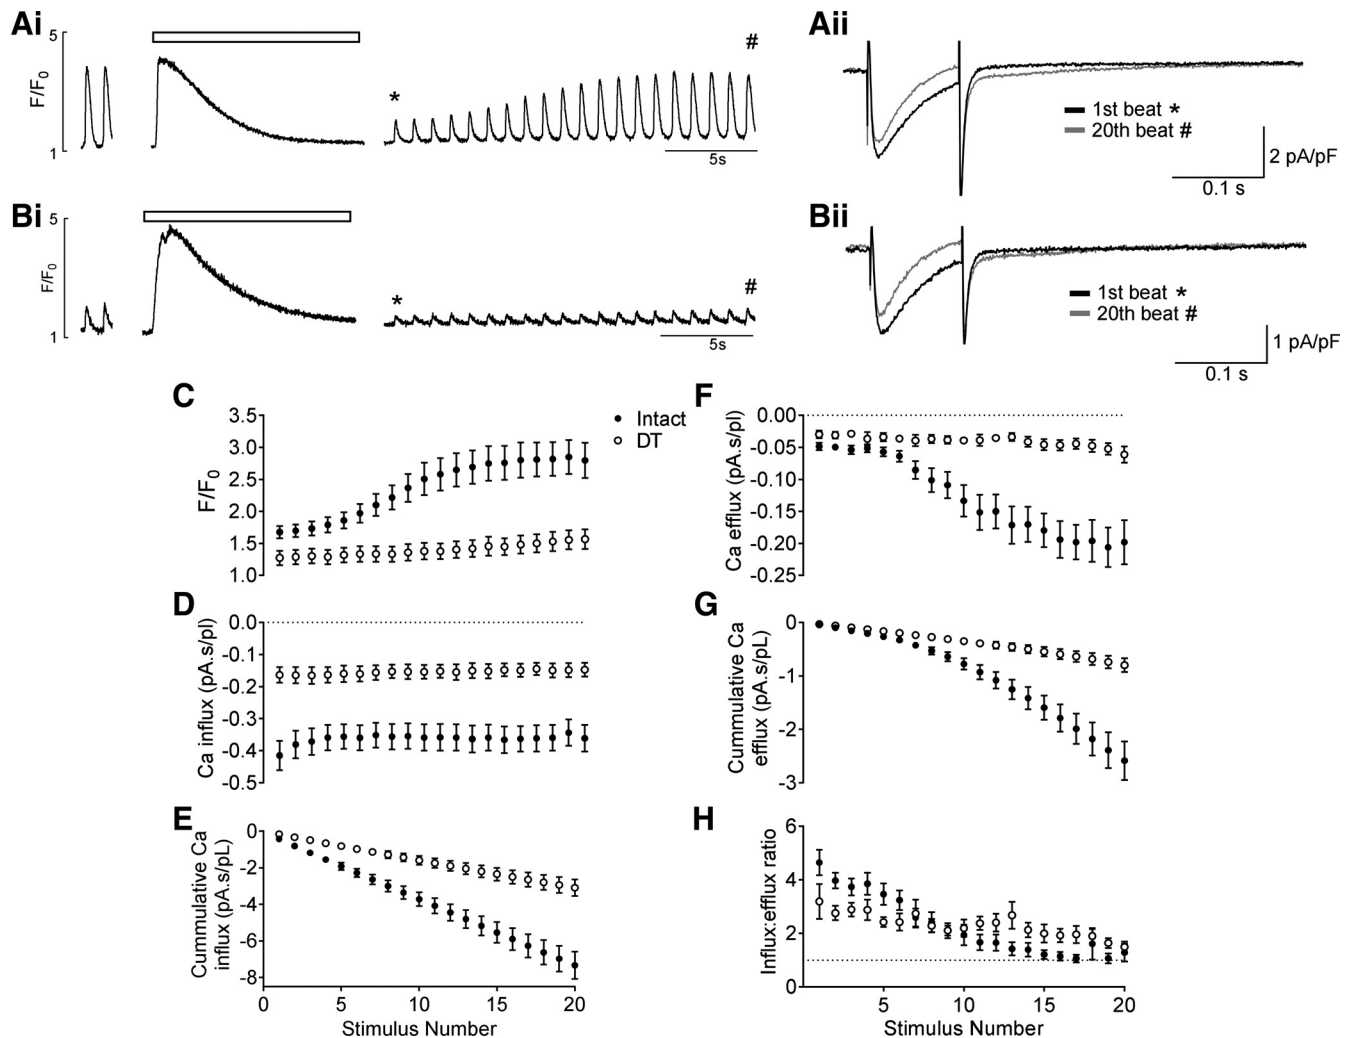 Ai
5
F/F0
1
*
#
5s
Aii
1st beat *
20th beat #
2 pA/pF
0.1 s
Bi
5
F/F0
1
*
#
5s
Bii
1st beat *
20th beat #
1 pA/pF
0.1 s
C
3.5
3.0
2.5
2.0
1.5
1.0
F/F0
Intact
DT
D
0.0
-0.1
-0.2
-0.3
-0.4
-0.5
Ca influx (pA.s/pl)
E
0
-2
-4
-6
-8
Cummulative Ca
influx (pA.s/pL)
0 5 10 15 20
Stimulus Number
F
0.00
-0.05
-0.10
-0.15
-0.20
-0.25
Ca efflux (pA.s/pl)
G
0
-1
-2
-3
Cummulative Ca
efflux (pA.s/pL)
H
6
4
2
0
Influx:efflux ratio
5 10 15 20
Stimulus Number